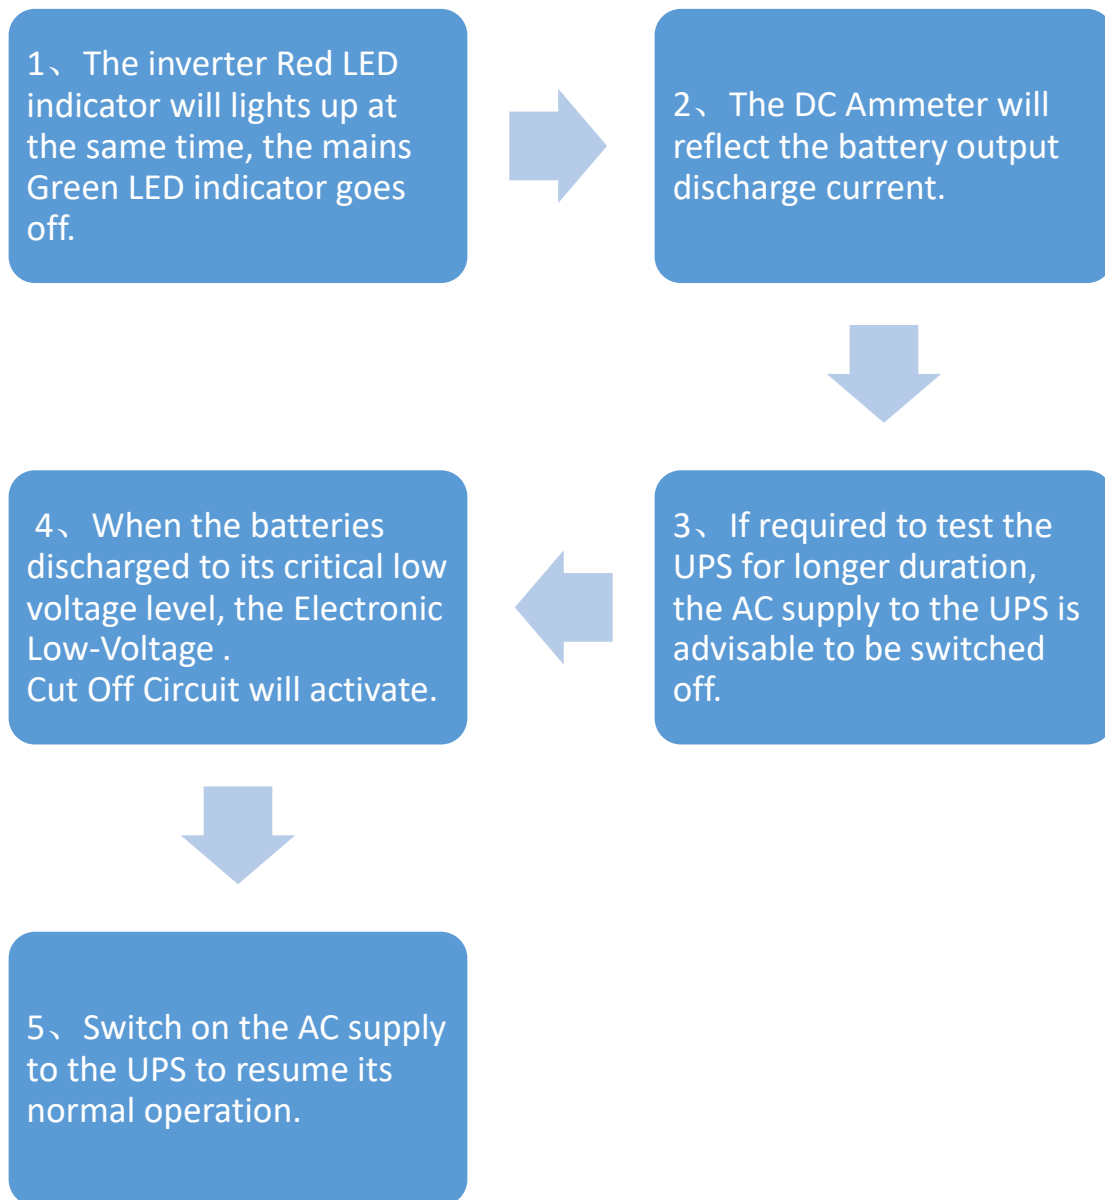 1、The inverter Red LED
indicator will lights up at
the same time, the mains
Green LED indicator goes
off.
2、The DC Ammeter will
reflect the battery output
discharge current.
3、If required to test the
UPS for longer duration,
the AC supply to the UPS is
advisable to be switched
off.
4、When the batteries
discharged to its critical low
voltage level, the Electronic
Low-Voltage .
Cut Off Circuit will activate.
5、Switch on the AC supply
to the UPS to resume its
normal operation.